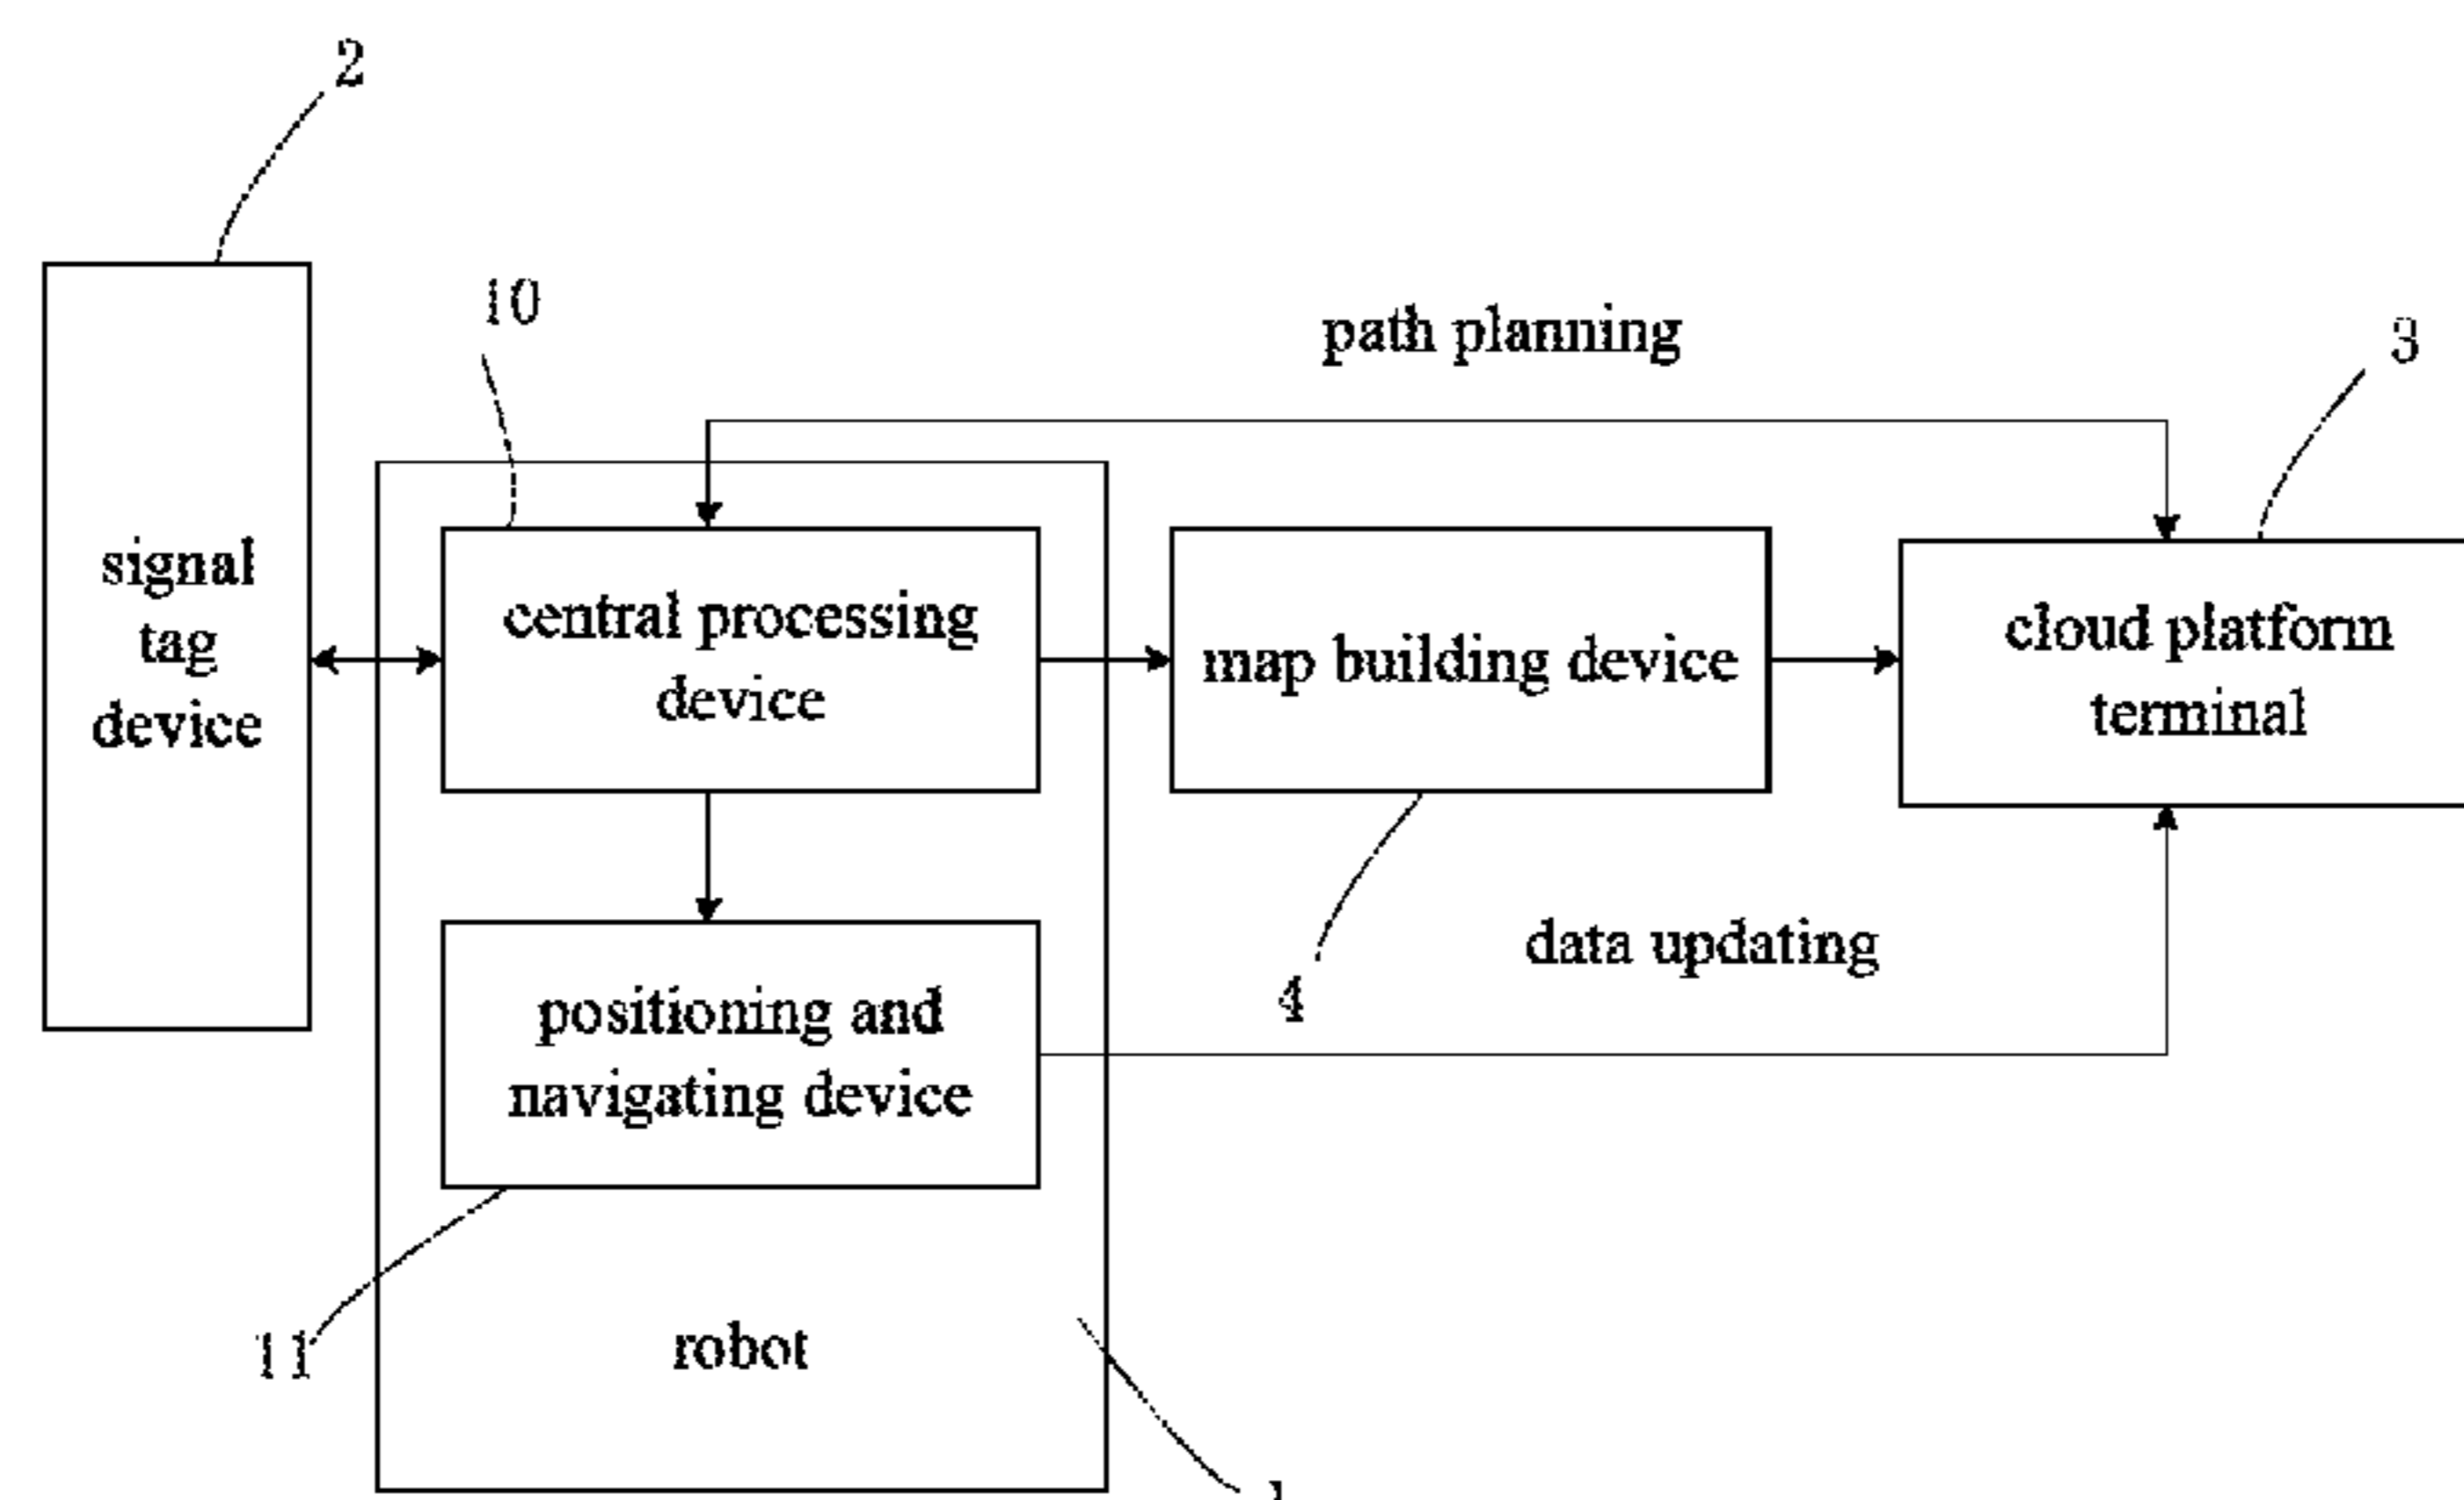 2
10
path planning
3
signal
tag
device
central processing
device
map building device
cloud platform
terminal
positioning and
navigating device
data updating
4
11
robot
1